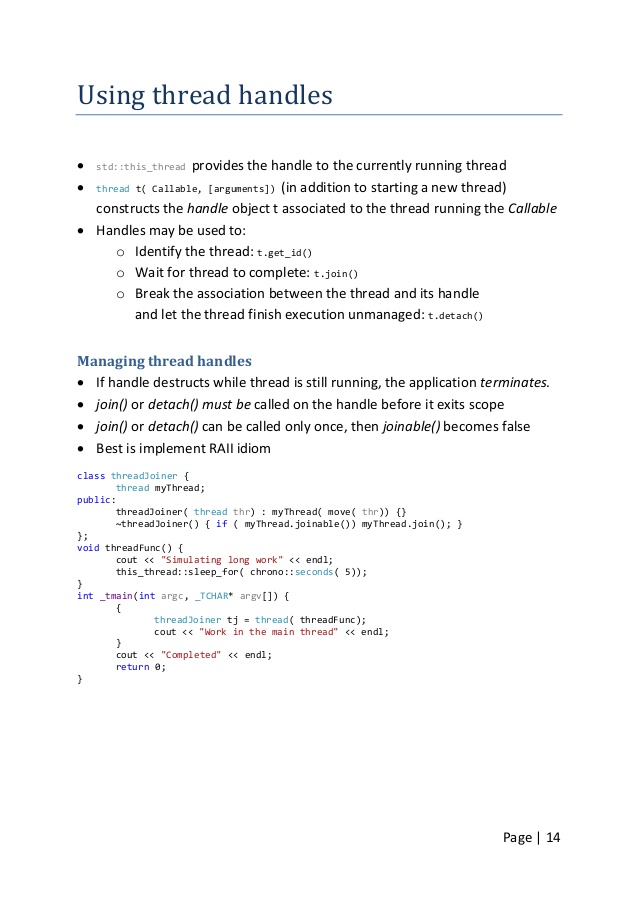 Using thread handles
• std::this_thread provides the handle to the currently running thread
• thread t( Callable, [arguments]) (in addition to starting a new thread)
constructs the handle object t associated to the thread running the Callable
• Handles may be used to:
o Identify the thread: t.get_id()
o Wait for thread to complete: t.join()
o Break the association between the thread and its handle
and let the thread finish execution unmanaged: t.detach()
Managing thread handles
• If handle destructs while thread is still running, the application terminates.
• join() or detach() must be called on the handle before it exits scope
• join() or detach() can be called only once, then joinable() becomes false
• Best is implement RAII idiom
class threadJoiner {
thread myThread;
public:
threadJoiner( thread thr) : myThread( move( thr)) {}
~threadJoiner() { if ( myThread.joinable()) myThread.join(); }
};
void threadFunc() {
cout << "Simulating long work" << endl;
this_thread::sleep_for( chrono::seconds( 5));
}
int _tmain(int argc, _TCHAR* argv[]) {
{
threadJoiner tj = thread( threadFunc);
cout << "Work in the main thread" << endl;
}
cout << "Completed" << endl;
return 0;
}
Page | 14